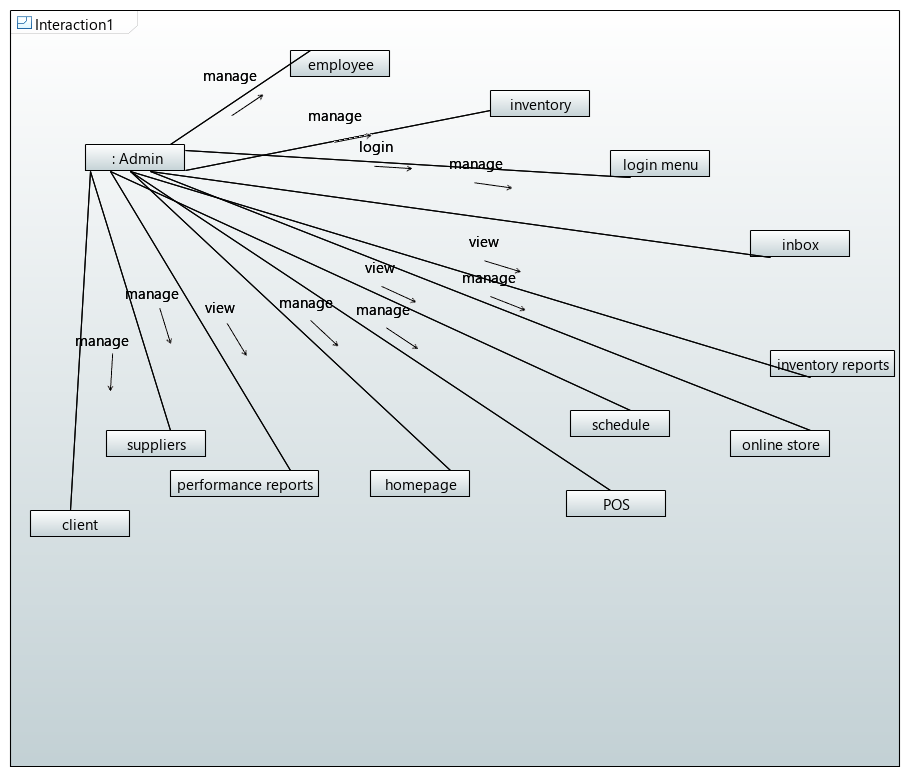 Interaction1
employee
manage
inventory
manage
login
: Admin
manage
login menu
view
inbox
view
manage
manage
view
manage
manage
manage
inventory reports
schedule
suppliers
online store
performance reports
homepage
POS
client